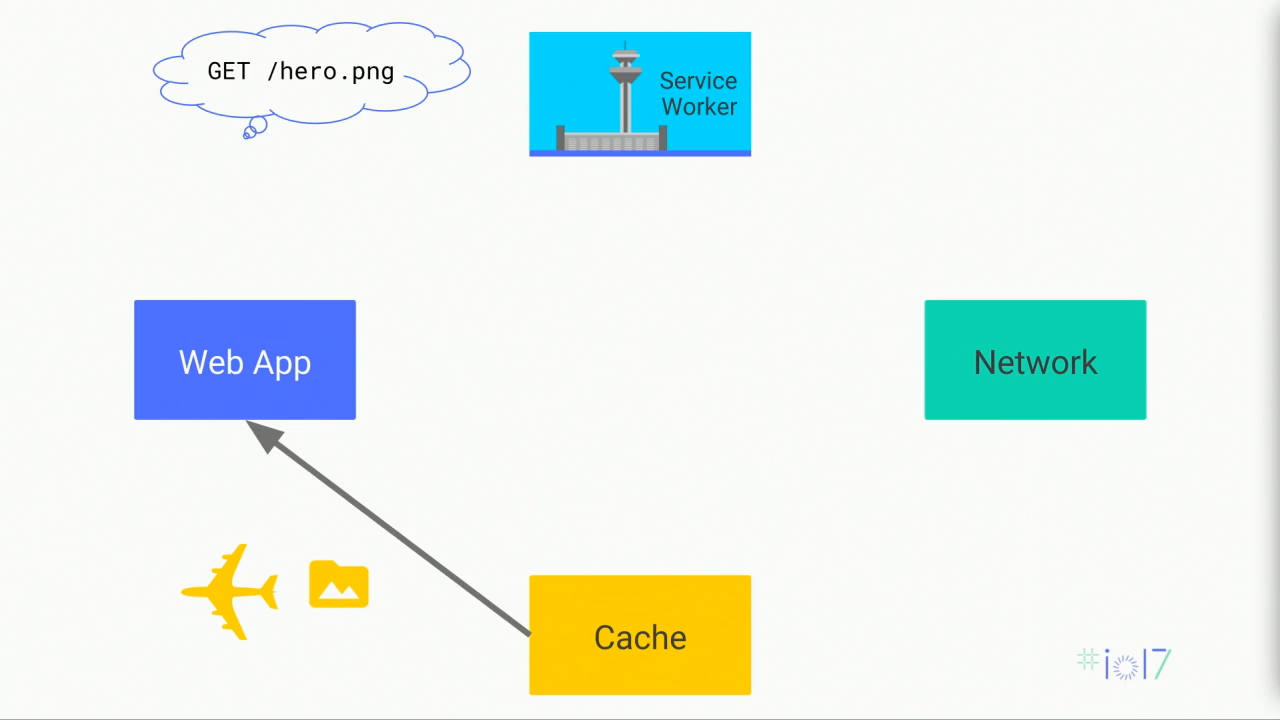 GET /hero.png
Service
Worker
Web App
Network
Cache
#io17